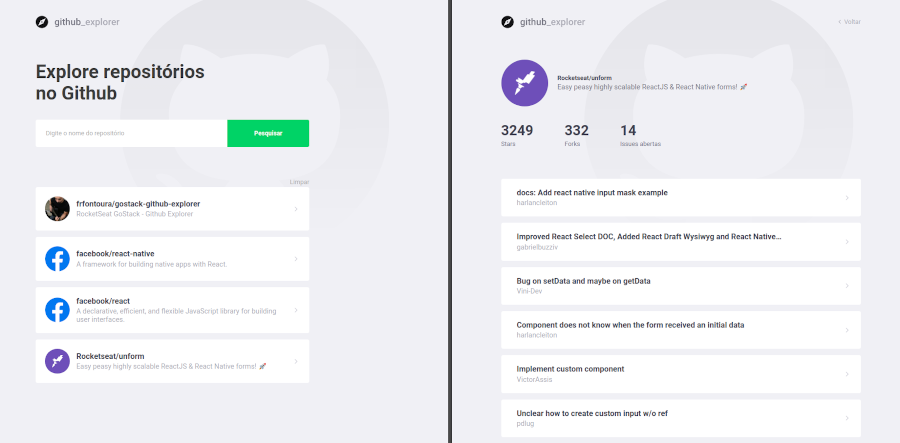 github_explorer
Explore repositórios
no Github
Digite o nome do repositório
Pesquisar
Limpar
frfontoura/gostack-github-explorer
RocketSeat GoStack - Github Explorer
facebook/react-native
A framework for building native apps with React.
facebook/react
A declarative, efficient, and flexible JavaScript library for building
user interfaces.
Rocketseat/unform
Easy peasy highly scalable ReactJS & React Native forms! 🚀
github_explorer
Voltar
Rocketseat/unform
Easy peasy highly scalable ReactJS & React Native forms! 🚀
3249
Stars
332
Forks
14
Issues abertas
docs: Add react native input mask example
harlancleiton
Improved React Select DOC, Added React Draft Wysiwyg and React Native...
gabrielbuzziv
Bug on setData and maybe on getData
Vini-Dev
Component does not know when the form received an initial data
harlancleiton
Implement custom component
VictorAssis
Unclear how to create custom input w/o ref
pdlug